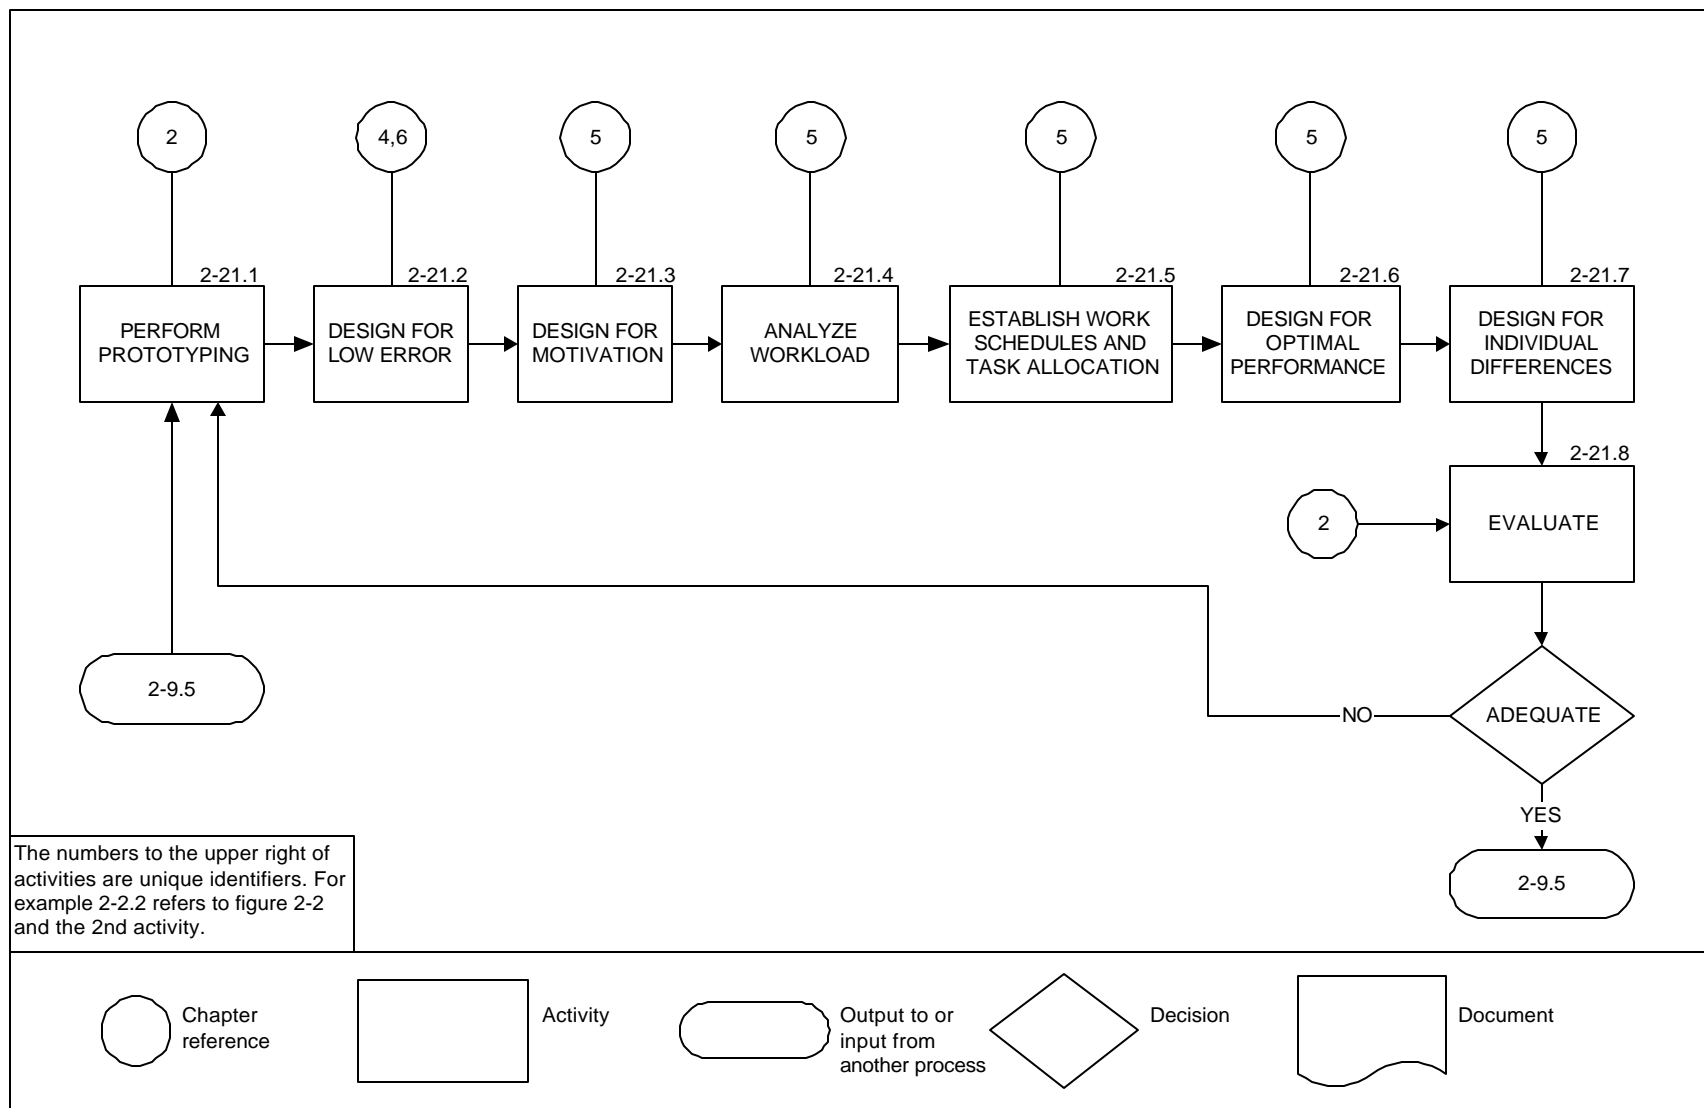 2
4,6
5
5
5
5
5
2-21.1
2-21.2
2-21.3
2-21.4
2-21.5
2-21.6
2-21.7
PERFORM
PROTOTYPING
DESIGN FOR
LOW ERROR
DESIGN FOR
MOTIVATION
ANALYZE
WORKLOAD
ESTABLISH WORK
SCHEDULES AND
TASK ALLOCATION
DESIGN FOR
OPTIMAL
PERFORMANCE
DESIGN FOR
INDIVIDUAL
DIFFERENCES
2-21.8
2
EVALUATE
2-9.5
NO
ADEQUATE
YES
2-9.5
The numbers to the upper right of
activities are unique identifiers. For
example 2-2.2 refers to figure 2-2
and the 2nd activity.
Chapter
reference
Activity
Output to or
input from
another process
Decision
Document